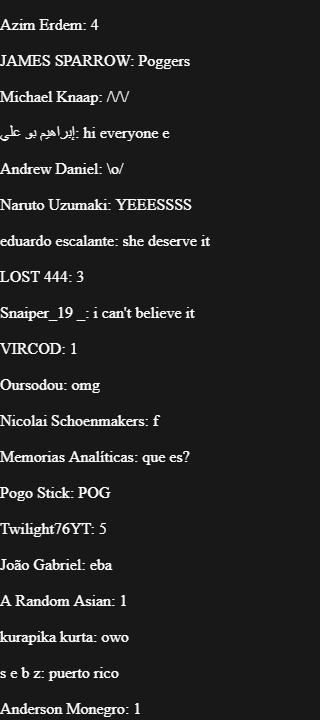 Azim Erdem: 4
JAMES SPARROW: Poggers
Michael Knaap: /\/\/
إبراهيم بو علي: hi everyone e
Andrew Daniel: \o/
Naruto Uzumaki: YEEESSSS
eduardo escalante: she deserve it
LOST 444: 3
Snaiper_19 _: i can't believe it
VIRCOD: 1
Oursodou: omg
Nicolai Schoenmakers: f
Memorias Analíticas: que es?
Pogo Stick: POG
Twilight76YT: 5
João Gabriel: eba
A Random Asian: 1
kurapika kurta: owo
s e b z: puerto rico
Anderson Monegro: 1